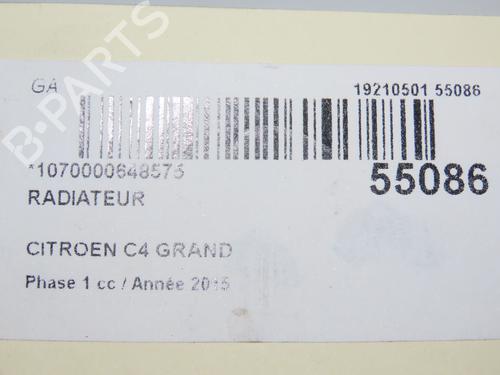 GA
19210501 55086
*1070000648575
55086
RADIATEUR
CITROEN C4 GRAND
Phase 1 cc / Année 2015
B-PARTS